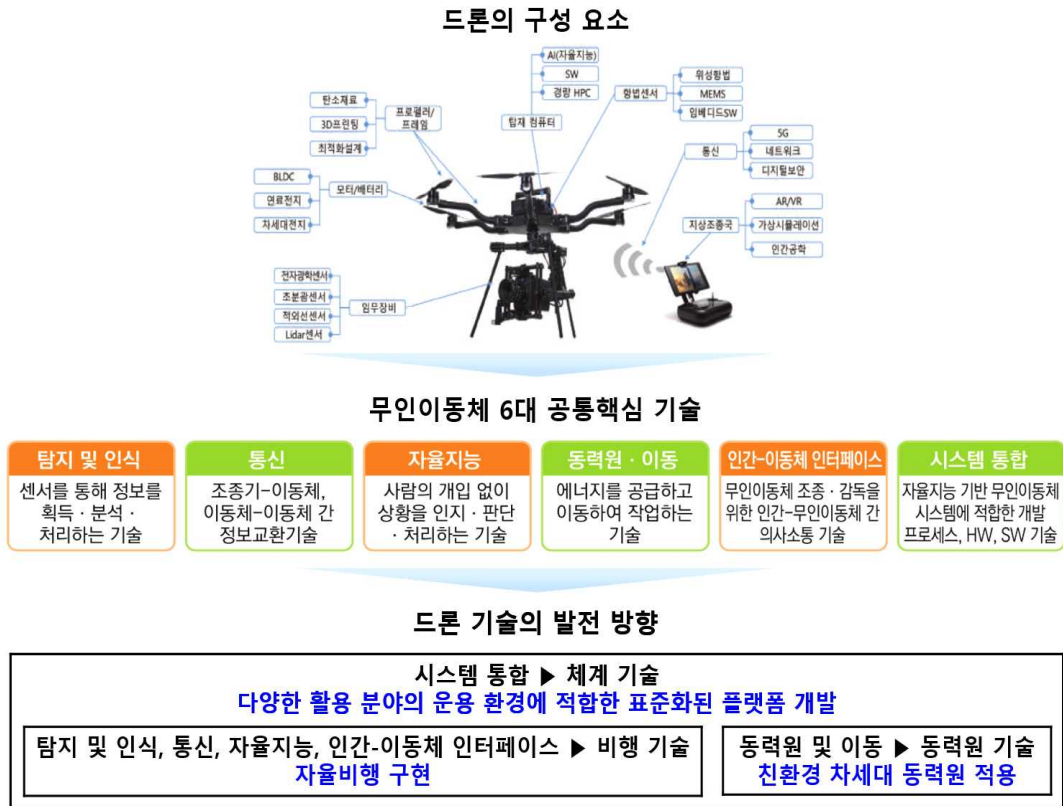 드론의 구성 요소
AI(자율지능)
SW
경량 HPC
탑재 컴퓨터
항법센서
위성항법
MEMS
임베디드SW
탄소재료
3D프린팅
최적화설계
프로펠러/
프레임
통신
5G
네트워크
디지털보안
BLDC
연료전지
차세대전지
모터/배터리
지상조종국
AR/VR
가상시뮬레이션
인간공학
전자광학센서
초분광센서
적외선센서
Lidar센서
임무장비
무인이동체 6대 공통핵심 기술
탐지 및 인식
센서를 통해 정보를
획득 · 분석 ·
처리하는 기술
통신
조종기-이동체,
이동체-이동체 간
정보교환기술
자율지능
사람의 개입 없이
상황을 인지 · 판단
· 처리하는 기술
동력원 · 이동
에너지를 공급하고
이동하여 작업하는
기술
인간-이동체 인터페이스
무인이동체 조종 · 감독을
위한 인간-무인이동체 간
의사소통 기술
시스템 통합
자율지능 기반 무인이동체
시스템에 적합한 개발
프로세스, HW, SW 기술
드론 기술의 발전 방향
시스템 통합 ▶ 체계 기술
다양한 활용 분야의 운용 환경에 적합한 표준화된 플랫폼 개발
탐지 및 인식, 통신, 자율지능, 인간-이동체 인터페이스 ▶ 비행 기술
자율비행 구현
동력원 및 이동 ▶ 동력원 기술
친환경 차세대 동력원 적용